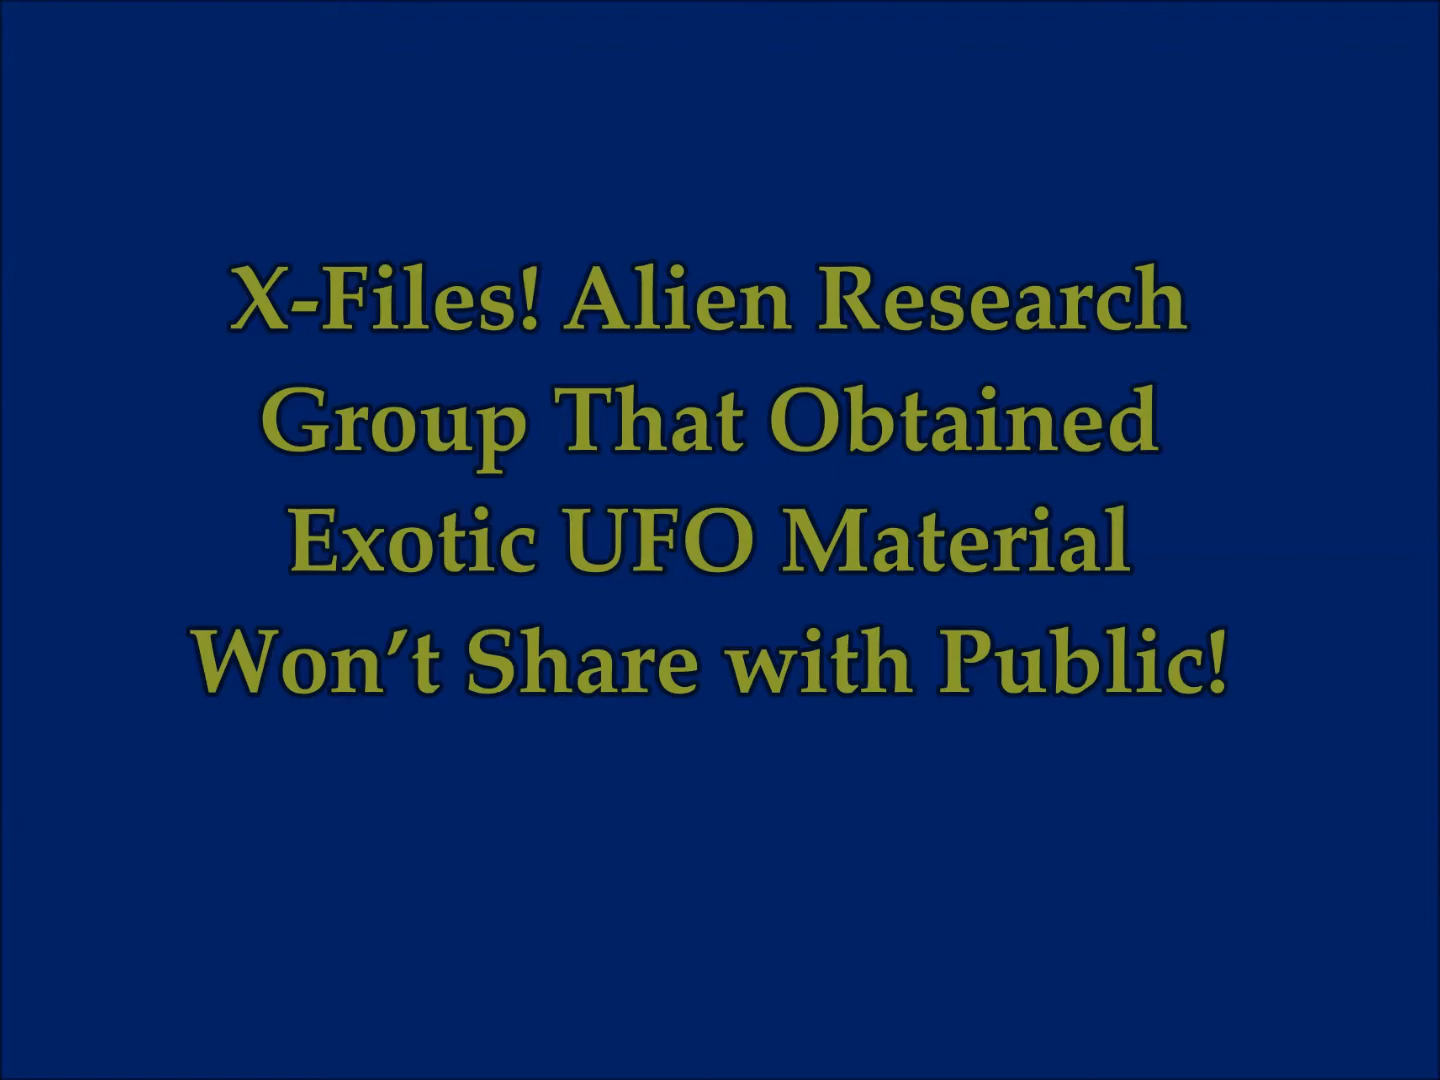 X-Files! Alien Research
Group That Obtained
Exotic UFO Material
Won’t Share with Public!